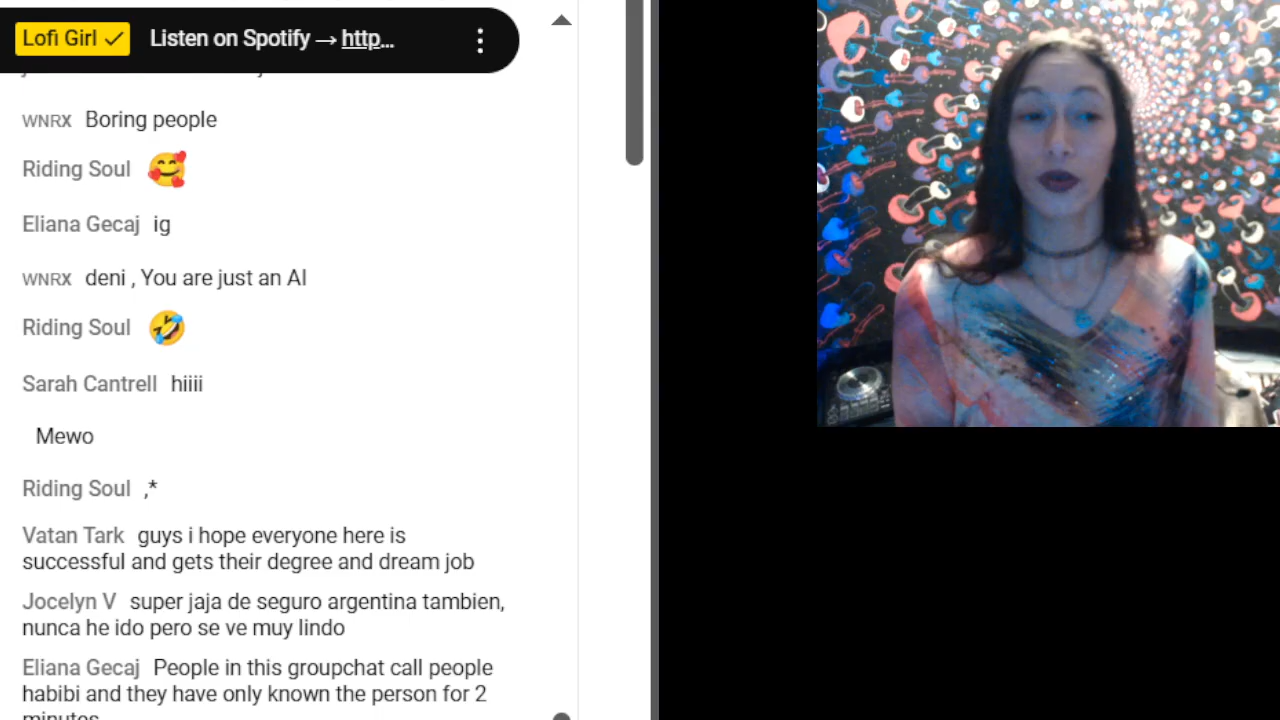 Lofi Girl ✓ Listen on Spotify → http...
WNRX Boring people
Riding Soul 🥰
Eliana Gecaj ig
WNRX deni , You are just an AI
Riding Soul 🤣
Sarah Cantrell hiiii
Mewo
Riding Soul ,*
Vatan Tark guys i hope everyone here is
successful and gets their degree and dream job
Jocelyn V super jaja de seguro argentina tambien,
nunca he ido pero se ve muy lindo
Eliana Gecaj People in this groupchat call people
habibi and they have only known the person for 2
minutes